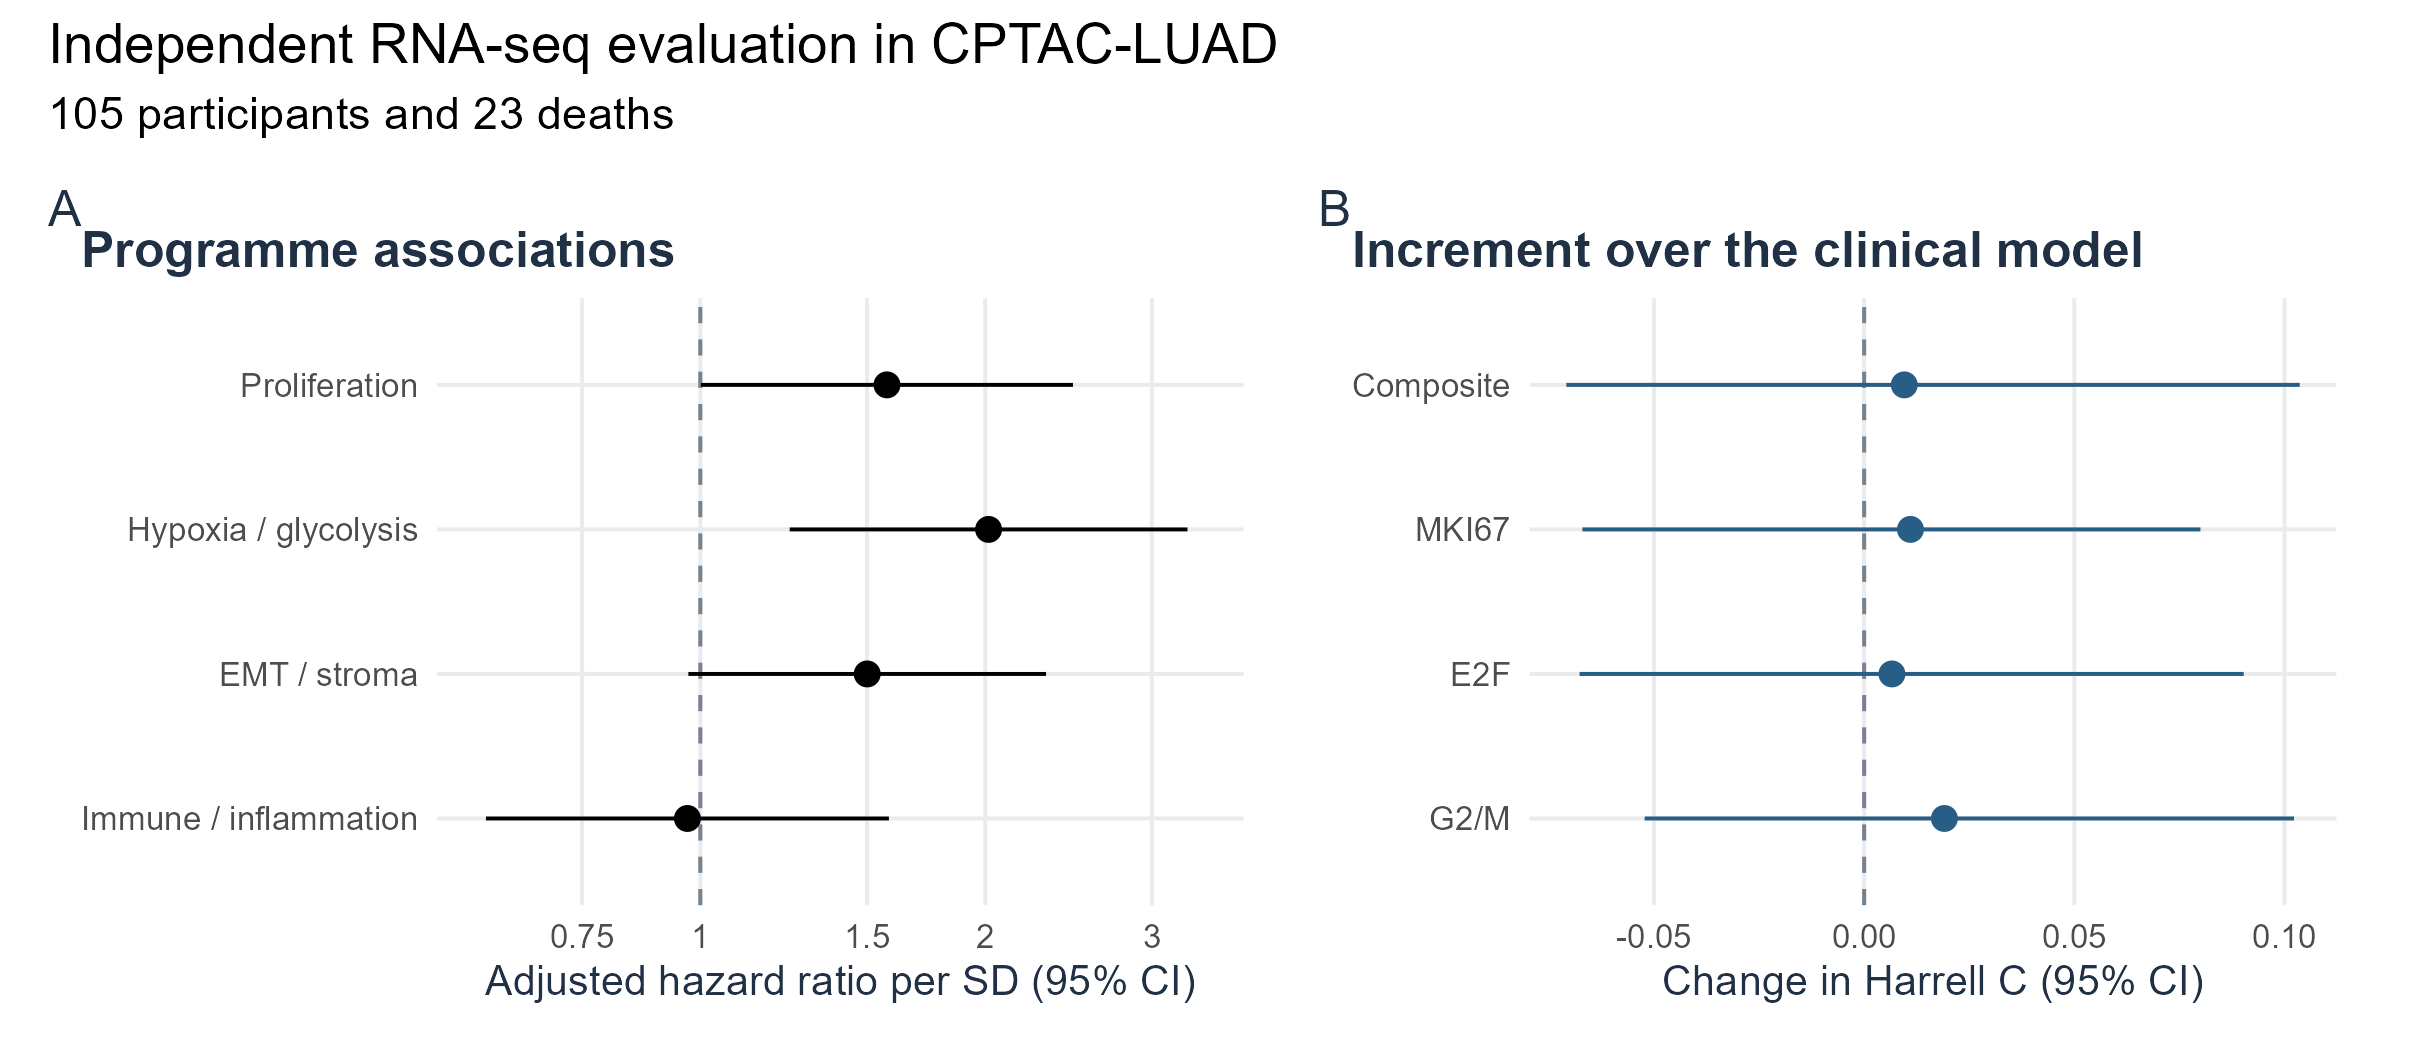 Independent RNA-seq evaluation in CPTAC-LUAD
105 participants and 23 deaths
A
Programme associations
Proliferation
Hypoxia / glycolysis
EMT / stroma
Immune / inflammation
0.75 1 1.5 2 3
Adjusted hazard ratio per SD (95% CI)
B
Increment over the clinical model
Composite
MKI67
E2F
G2/M
-0.05 0.00 0.05 0.10
Change in Harrell C (95% CI)